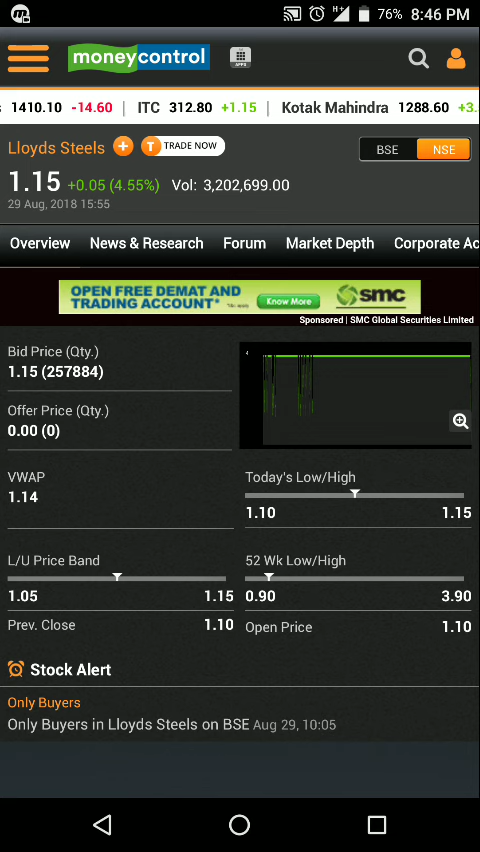 76% 8:46 PM
moneycontrol
APPS
1410.10 -14.60 | ITC 312.80 +1.15 | Kotak Mahindra 1288.60 +3.
Lloyds Steels + T TRADE NOW
BSE NSE
1.15 +0.05 (4.55%) Vol: 3,202,699.00
29 Aug, 2018 15:55
Overview News & Research Forum Market Depth Corporate Ac
OPEN FREE DEMAT AND
TRADING ACCOUNT* *T&C apply
Know More
smc
Sponsored | SMC Global Securities Limited
Bid Price (Qty.)
1.15 (257884)
Offer Price (Qty.)
0.00 (0)
VWAP
1.14
Today's Low/High
1.10 1.15
L/U Price Band
1.05 1.15
52 Wk Low/High
0.90 3.90
Prev. Close 1.10
Open Price 1.10
Stock Alert
Only Buyers
Only Buyers in Lloyds Steels on BSE Aug 29, 10:05